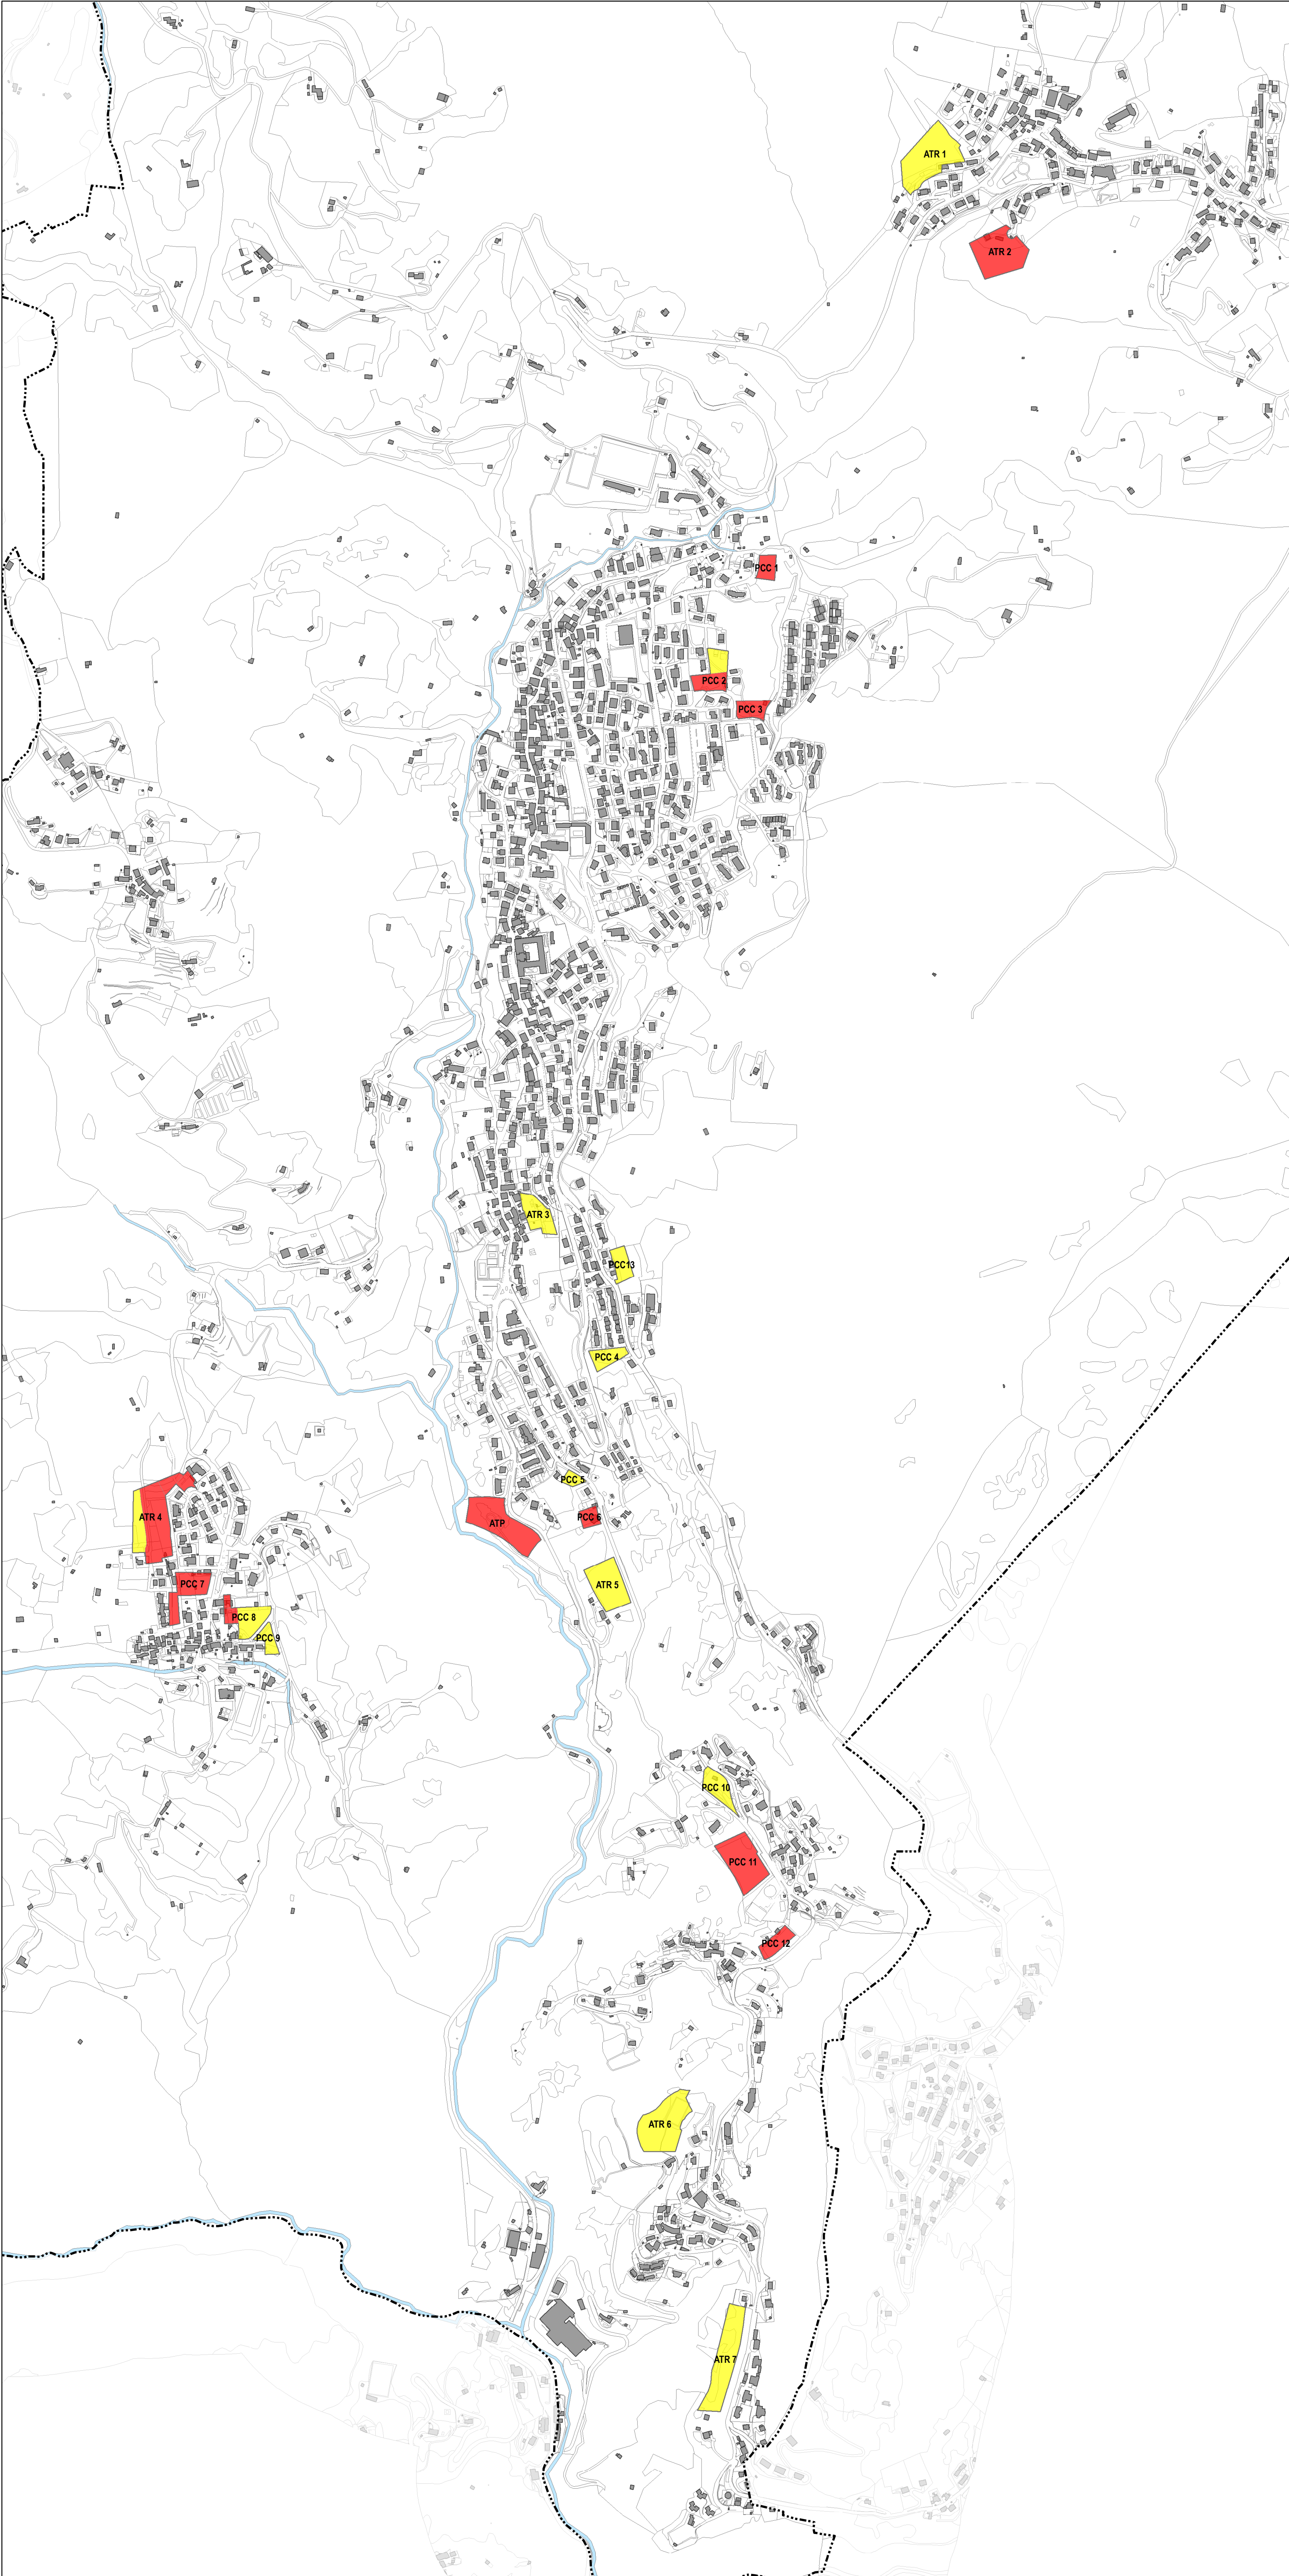 ATR 1
ATR 2
PCC 1
PCC 2
PCC 3
ATR 3
PCC13
PCC 4
PCC 5
ATR 4
PCC 6
ATP
PCC 7
ATR 5
PCC 8
PCC 9
PCC 10
PCC 11
PCC 12
ATR 6
ATR 7